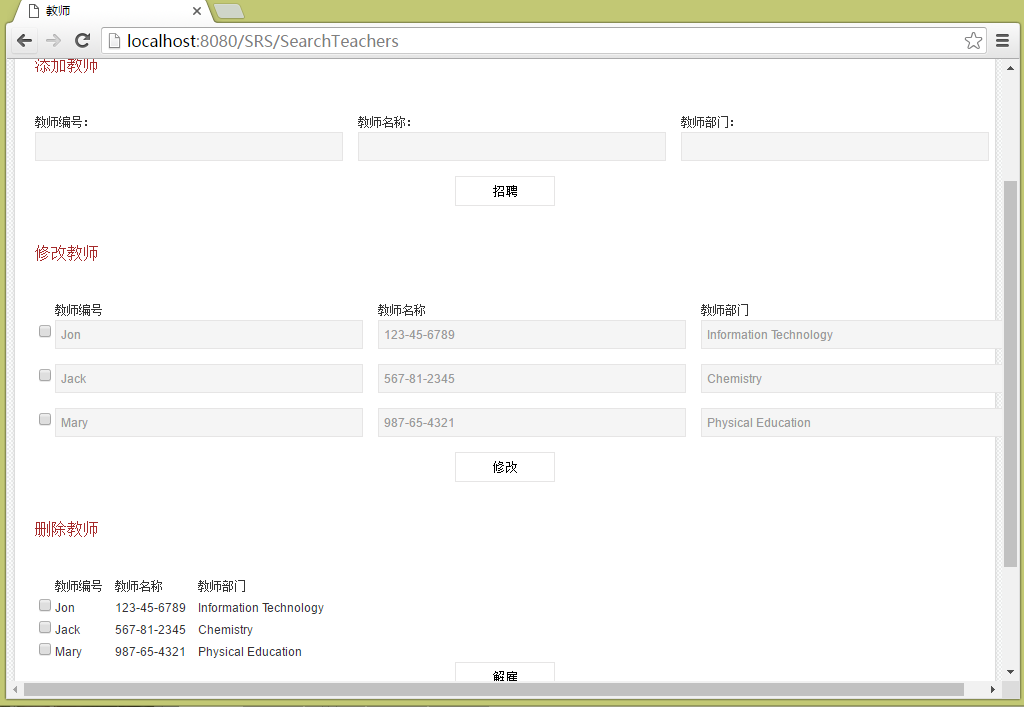 教师
localhost:8080/SRS/SearchTeachers
添加教师
教师编号： 教师名称： 教师部门：
招聘
修改教师
教师编号 教师名称 教师部门
Jon 123-45-6789 Information Technology
Jack 567-81-2345 Chemistry
Mary 987-65-4321 Physical Education
修改
删除教师
教师编号 教师名称 教师部门
Jon 123-45-6789 Information Technology
Jack 567-81-2345 Chemistry
Mary 987-65-4321 Physical Education
解雇